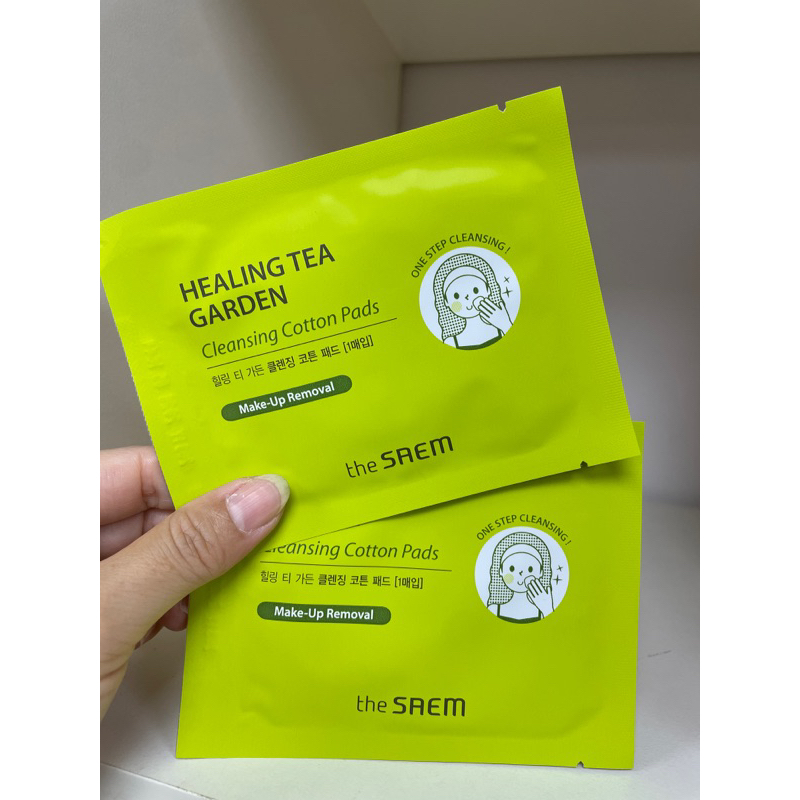 HEALING TEA
GARDEN
Cleansing Cotton Pads
힐링 티 가든 클렌징 코튼 패드 [1매입]
Make-Up Removal
ONE STEP CLEANSING!
the SAEM
Cleansing Cotton Pads
힐링 티 가든 클렌징 코튼 패드 [1매입]
Make-Up Removal
ONE STEP CLEANSING!
the SAEM